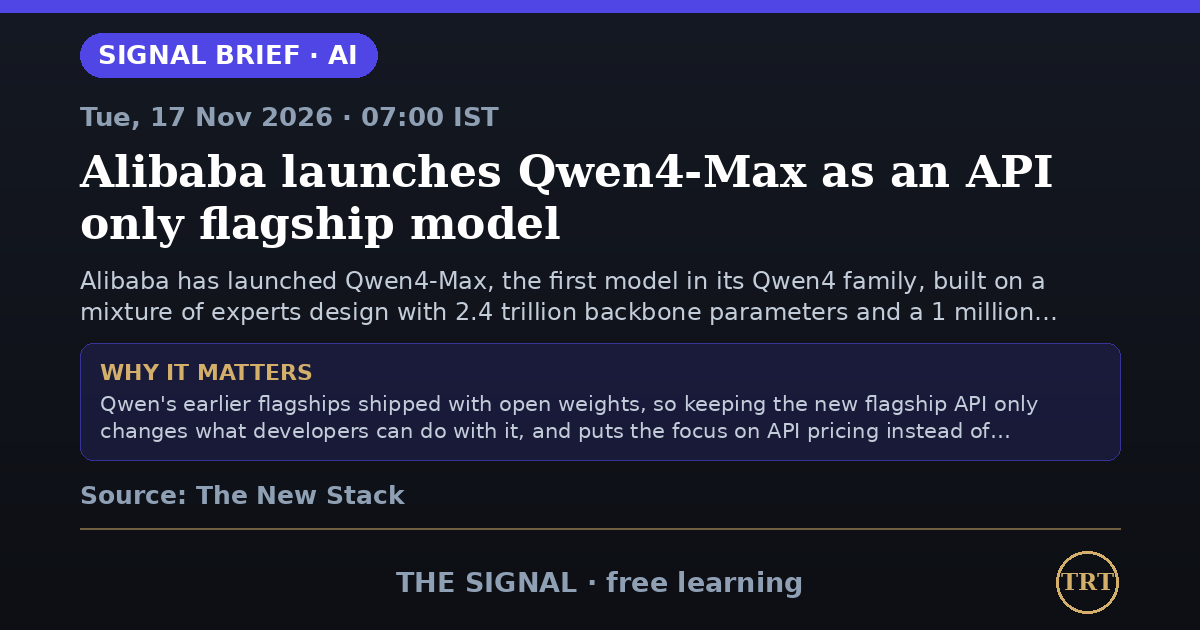 SIGNAL BRIEF · AI
Tue, 17 Nov 2026 · 07:00 IST
Alibaba launches Qwen4-Max as an API
only flagship model
Alibaba has launched Qwen4-Max, the first model in its Qwen4 family, built on a
mixture of experts design with 2.4 trillion backbone parameters and a 1 million…
WHY IT MATTERS
Qwen's earlier flagships shipped with open weights, so keeping the new flagship API only
changes what developers can do with it, and puts the focus on API pricing instead of…
Source: The New Stack
THE SIGNAL · free learning
TRT